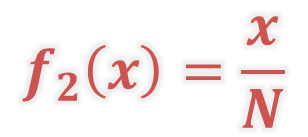 f₂(x) = x/N